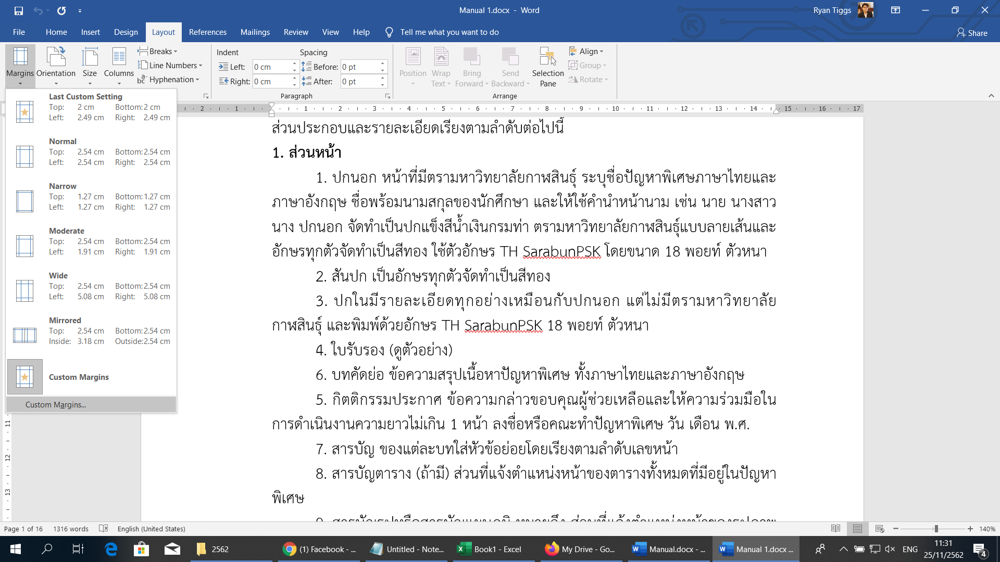 Manual 1.docx - Word
Ryan Tiggs
File Home Insert Design Layout References Mailings Review View Help Tell me what you want to do
Share
Margins
Orientation
Size
Columns
Breaks
Line Numbers
Hyphenation
Indent
Left: 0 cm
Right: 0 cm
Spacing
Before: 0 pt
After: 0 pt
Paragraph
Position
Wrap Text
Bring Forward
Send Backward
Selection Pane
Align
Group
Rotate
Arrange
Last Custom Setting
Top: 2 cm Bottom: 2 cm
Left: 2.49 cm Right: 2.49 cm
Normal
Top: 2.54 cm Bottom: 2.54 cm
Left: 2.54 cm Right: 2.54 cm
Narrow
Top: 1.27 cm Bottom: 1.27 cm
Left: 1.27 cm Right: 1.27 cm
Moderate
Top: 2.54 cm Bottom: 2.54 cm
Left: 1.91 cm Right: 1.91 cm
Wide
Top: 2.54 cm Bottom: 2.54 cm
Left: 5.08 cm Right: 5.08 cm
Mirrored
Top: 2.54 cm Bottom: 2.54 cm
Inside: 3.18 cm Outside: 2.54 cm
Custom Margins
Custom Margins...
2 1 1 2 3 4 5 6 7 8 9 10 11 12 13 14 15 16 17
11
12
13
ส่วนประกอบและรายละเอียดเรียงตามลำดับต่อไปนี้
1. ส่วนหน้า
1. ปกนอก หน้าที่มีตรามหาวิทยาลัยกาฬสินธุ์ ระบุชื่อปัญหาพิเศษภาษาไทยและ
ภาษาอังกฤษ ชื่อพร้อมนามสกุลของนักศึกษา และให้ใช้คำนำหน้านาม เช่น นาย นางสาว
นาง ปกนอก จัดทำเป็นปกแข็งสีน้ำเงินกรมท่า ตรามหาวิทยาลัยกาฬสินธุ์แบบลายเส้นและ
อักษรทุกตัวจัดทำเป็นสีทอง ใช้ตัวอักษร TH SarabunPSK โดยขนาด 18 พอยท์ ตัวหนา
2. สันปก เป็นอักษรทุกตัวจัดทำเป็นสีทอง
3. ปกในมีรายละเอียดทุกอย่างเหมือนกับปกนอก แต่ไม่มีตรามหาวิทยาลัย
กาฬสินธุ์ และพิมพ์ด้วยอักษร TH SarabunPSK 18 พอยท์ ตัวหนา
4. ใบรับรอง (ดูตัวอย่าง)
6. บทคัดย่อ ข้อความสรุปเนื้อหาปัญหาพิเศษ ทั้งภาษาไทยและภาษาอังกฤษ
5. กิตติกรรมประกาศ ข้อความกล่าวขอบคุณผู้ช่วยเหลือและให้ความร่วมมือใน
การดำเนินงานความยาวไม่เกิน 1 หน้า ลงชื่อหรือคณะทำปัญหาพิเศษ วัน เดือน พ.ศ.
7. สารบัญ ของแต่ละบทใส่หัวข้อย่อยโดยเรียงตามลำดับเลขหน้า
8. สารบัญตาราง (ถ้ามี) ส่วนที่แจ้งตำแหน่งหน้าของตารางทั้งหมดที่มีอยู่ในปัญหา
พิเศษ
Page 1 of 16 1316 words English (United States) 140%
2562
(1) Facebook - ...
Untitled - Note...
Book1 - Excel
My Drive - Go...
Manual.docx - ...
Manual 1.docx ...
ENG
11:31
25/11/2562
4